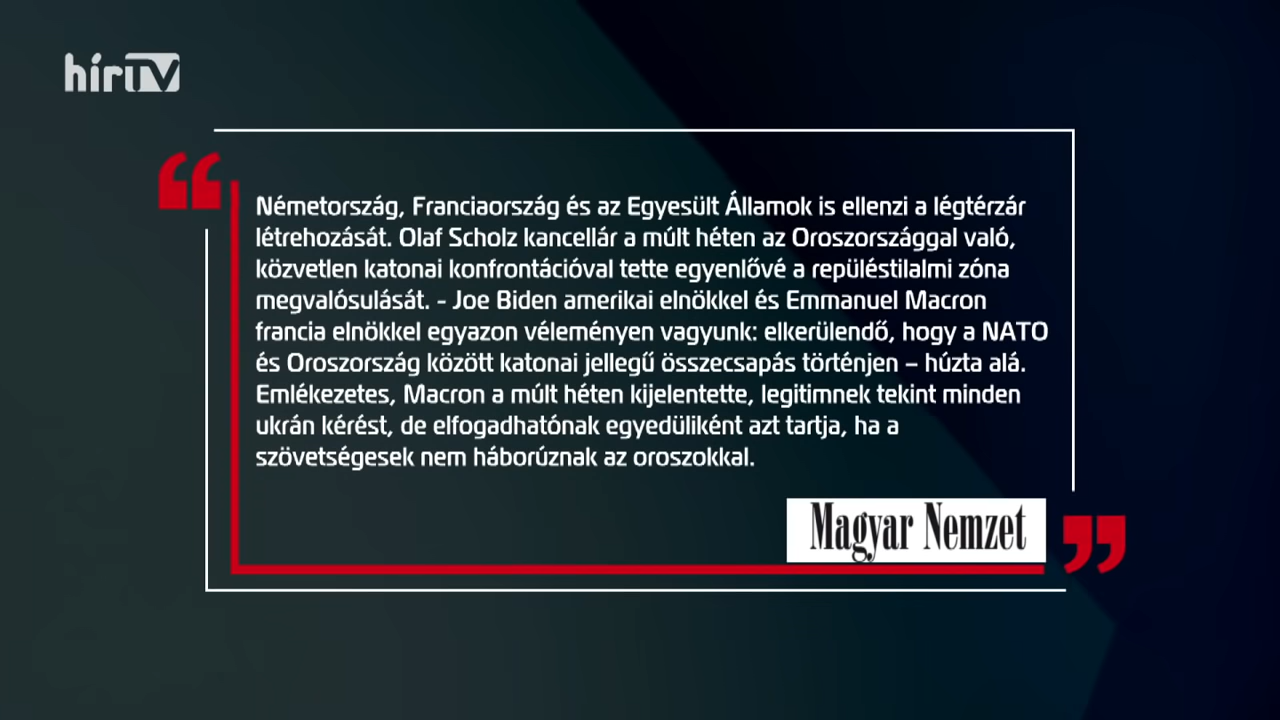 hírTV
Németország, Franciaország és az Egyesült Államok is ellenzi a légtérzár
létrehozását. Olaf Scholz kancellár a múlt héten az Oroszországgal való,
közvetlen katonai konfrontációval tette egyenlővé a repüléstilalmi zóna
megvalósulását. - Joe Biden amerikai elnökkel és Emmanuel Macron
francia elnökkel egyazon véleményen vagyunk: elkerülendő, hogy a NATO
és Oroszország között katonai jellegű összecsapás történjen – húzta alá.
Emlékezetes, Macron a múlt héten kijelentette, legitimnek tekint minden
ukrán kérést, de elfogadhatónak egyedüliként azt tartja, ha a
szövetségesek nem háborúznak az oroszokkal.
Magyar Nemzet